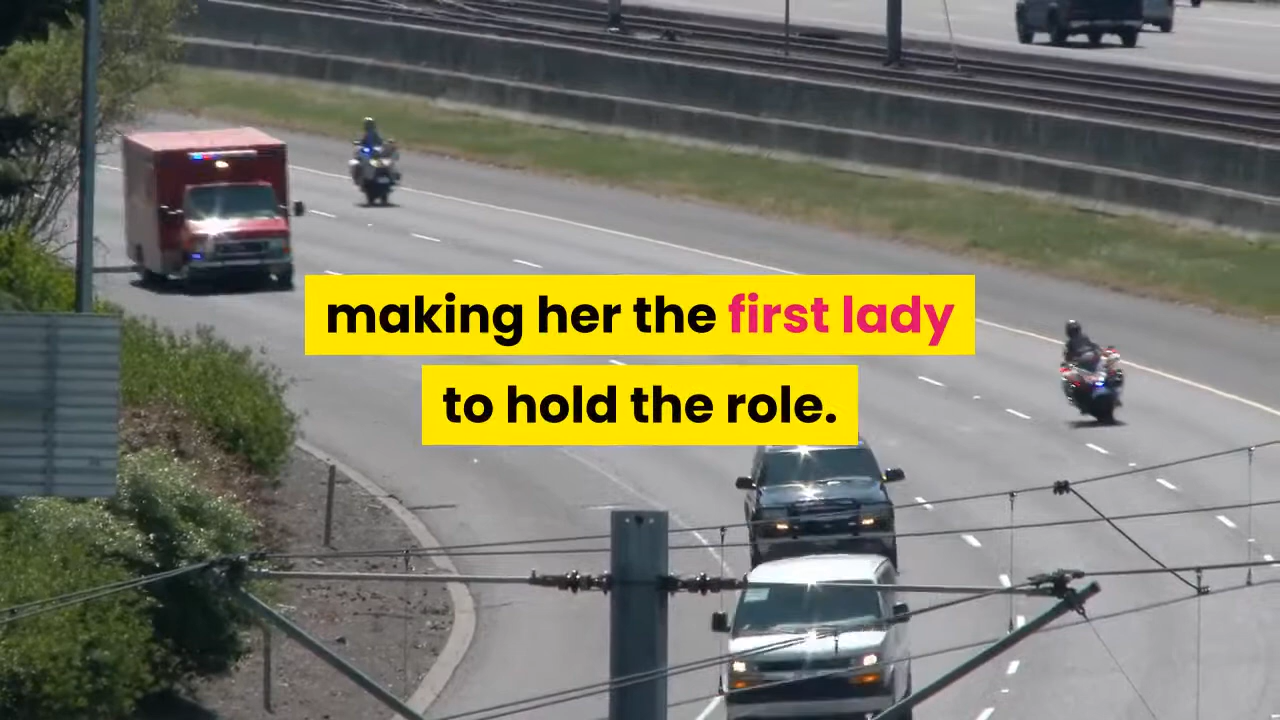 making her the first lady
to hold the role.